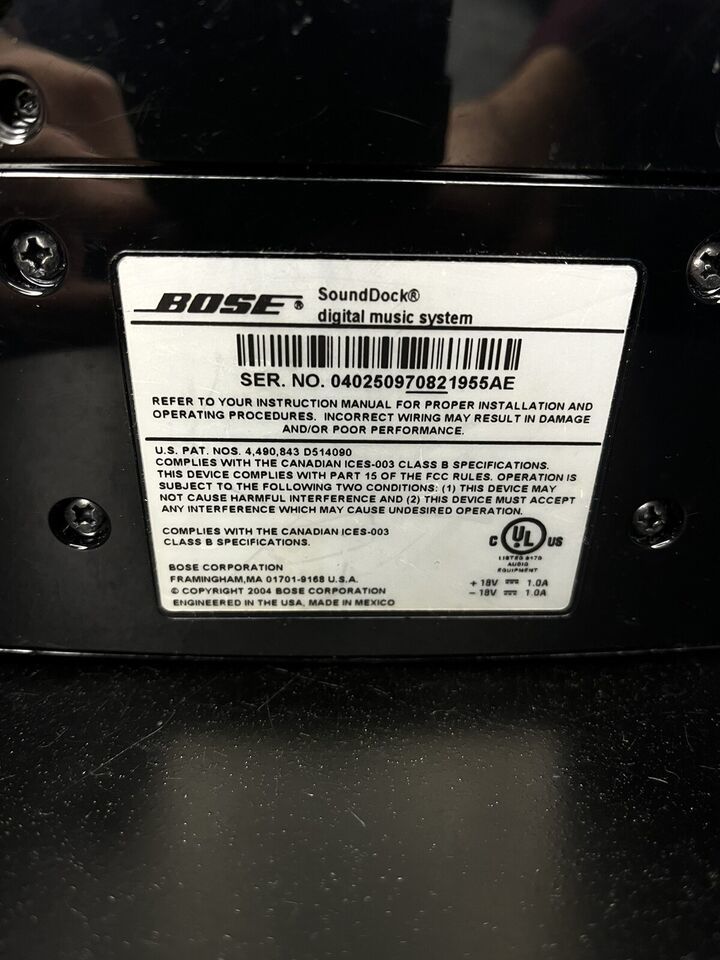 BOSE ® SoundDock®
digital music system
SER. NO. 040250970821955AE
REFER TO YOUR INSTRUCTION MANUAL FOR PROPER INSTALLATION AND
OPERATING PROCEDURES. INCORRECT WIRING MAY RESULT IN DAMAGE
AND/OR POOR PERFORMANCE.
U.S. PAT. NOS. 4,490,843 D514090
COMPLIES WITH THE CANADIAN ICES-003 CLASS B SPECIFICATIONS.
THIS DEVICE COMPLIES WITH PART 15 OF THE FCC RULES. OPERATION IS
SUBJECT TO THE FOLLOWING TWO CONDITIONS: (1) THIS DEVICE MAY
NOT CAUSE HARMFUL INTERFERENCE AND (2) THIS DEVICE MUST ACCEPT
ANY INTERFERENCE WHICH MAY CAUSE UNDESIRED OPERATION.
COMPLIES WITH THE CANADIAN ICES-003
CLASS B SPECIFICATIONS.
C UL US
LISTED 6170
AUDIO
EQUIPMENT
BOSE CORPORATION
FRAMINGHAM,MA 01701-9168 U.S.A.
© COPYRIGHT 2004 BOSE CORPORATION
ENGINEERED IN THE USA, MADE IN MEXICO
+ 18V 1.0A
- 18V 1.0A